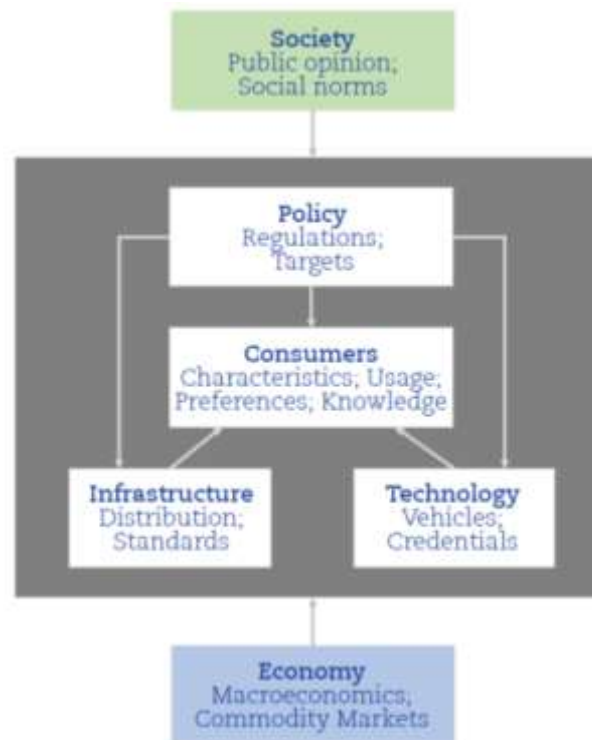 Society
Public opinion;
Social norms
Policy
Regulations;
Targets
Consumers
Characteristics; Usage;
Preferences; Knowledge
Infrastructure
Distribution;
Standards
Technology
Vehicles;
Credentials
Economy
Macroeconomics,
Commodity Markets